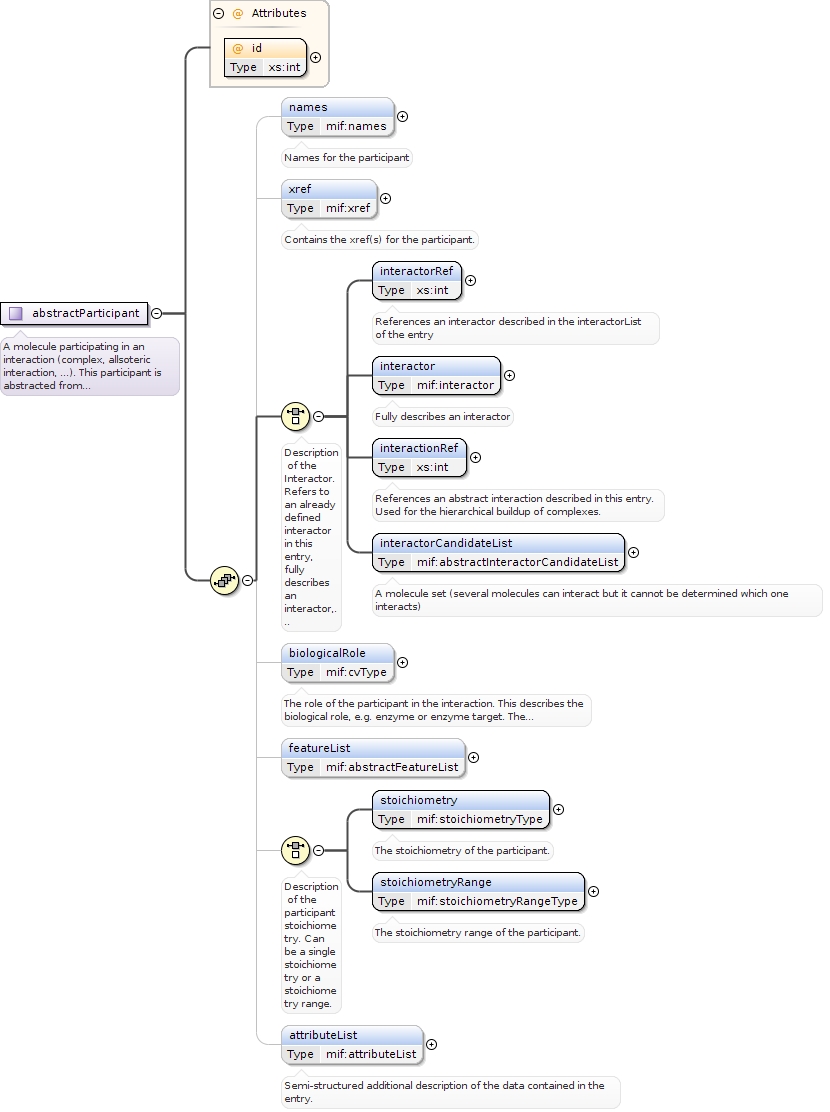 @ Attributes
@ id
Type xs:int
names
Type mif:names
Names for the participant
xref
Type mif:xref
Contains the xref(s) for the participant.
abstractParticipant
A molecule participating in an
interaction (complex, allsoteric
interaction, ...). This participant is
abstracted from...
interactorRef
Type xs:int
References an interactor described in the interactorList
of the entry
interactor
Type mif:interactor
Fully describes an interactor
interactionRef
Type xs:int
References an abstract interaction described in this entry.
Used for the hierarchical buildup of complexes.
interactorCandidateList
Type mif:abstractInteractorCandidateList
A molecule set (several molecules can interact but it cannot be determined which one
interacts)
Description
of the
Interactor.
Refers to
an already
defined
interactor
in this
entry,
fully
describes
an
interactor,.
..
biologicalRole
Type mif:cvType
The role of the participant in the interaction. This describes the
biological role, e.g. enzyme or enzyme target. The...
featureList
Type mif:abstractFeatureList
stoichiometry
Type mif:stoichiometryType
The stoichiometry of the participant.
stoichiometryRange
Type mif:stoichiometryRangeType
The stoichiometry range of the participant.
Description
of the
participant
stoichiome
try. Can
be a single
stoichiome
try or a
stoichiome
try range.
attributeList
Type mif:attributeList
Semi-structured additional description of the data contained in the
entry.